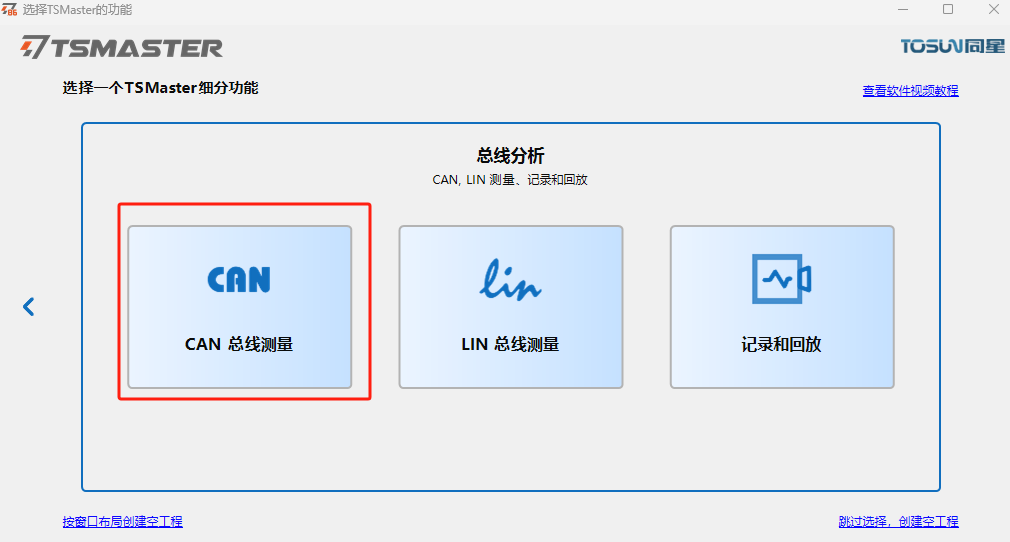 选择TSMaster的功能
TSMASTER
TOSUN同星
选择一个TSMaster细分功能
查看软件视频教程
总线分析
CAN, LIN 测量、记录和回放
CAN
lin
CAN 总线测量
LIN 总线测量
记录和回放
按窗口布局创建空工程
跳过选择，创建空工程